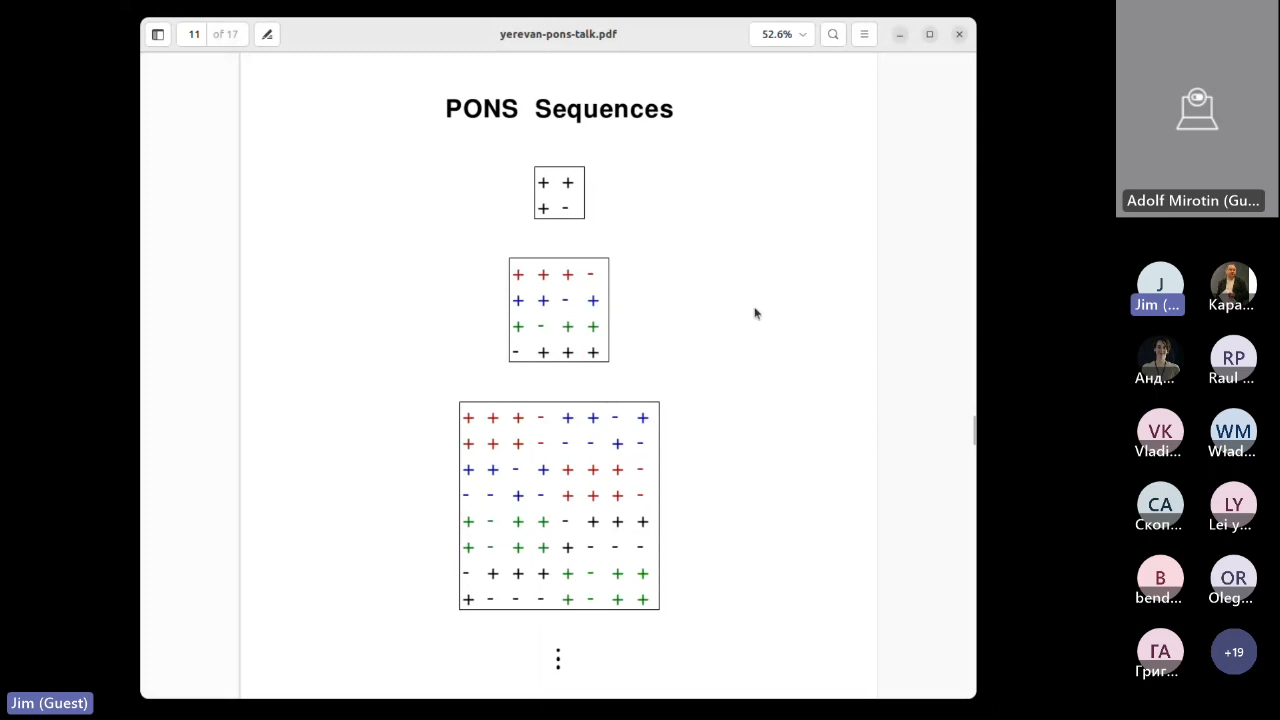 11 of 17
yerevan-pons-talk.pdf
52.6%
PONS Sequences
+ +
+ -
+ + + -
+ + - +
+ - + +
- + + +
+ + + - + + - +
+ + + - - - + -
+ + - + + + + -
- - + - + + + -
+ - + + - + + +
+ - + + + - - -
- + + + + - + +
+ - - - + - + +
⋮
Adolf Mirotin (Gu...
J
Jim (...
Кара...
Анд...
RP
Raul ...
VK
Vladi...
WM
Wład...
CA
Скоп...
LY
Lei y...
B
bend...
OR
Oleg...
ГА
Григ...
+19
Jim (Guest)